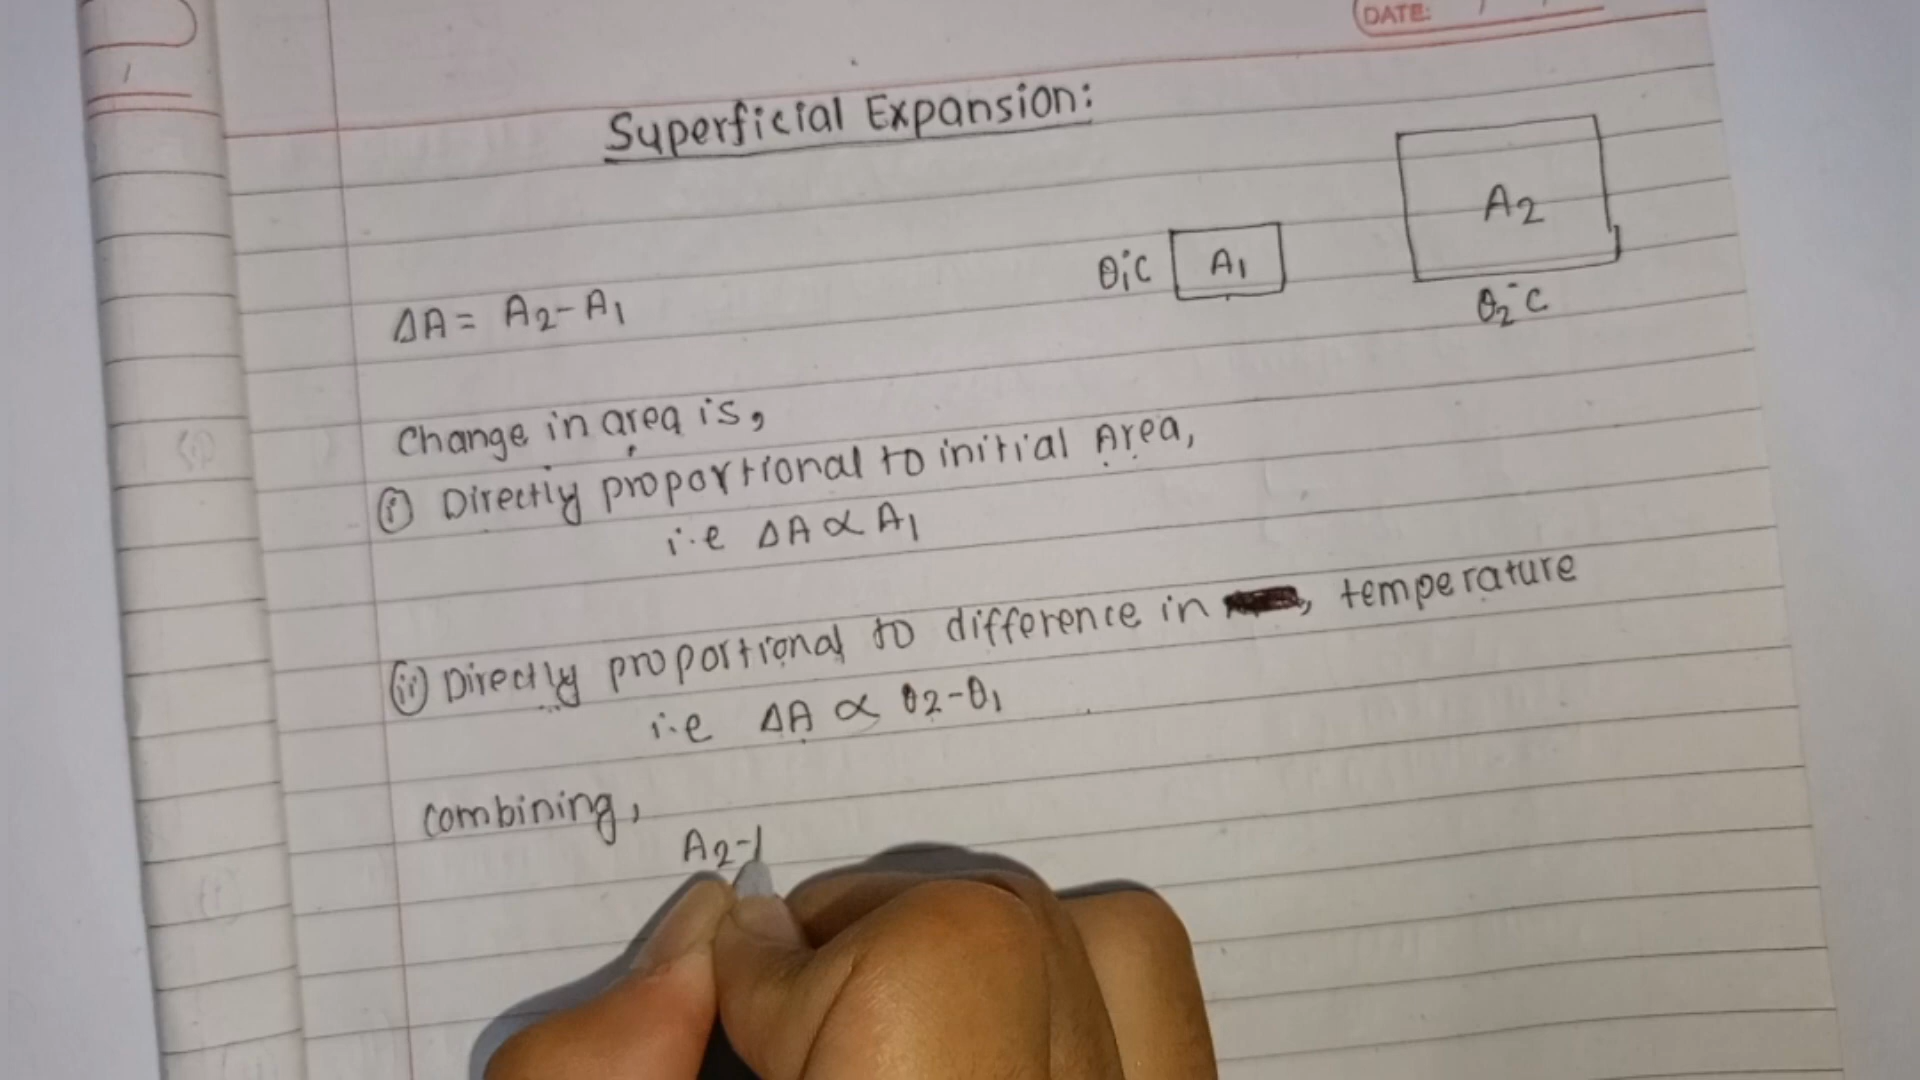 DATE:
Superficial Expansion:
A2
θ1°C A1
θ2°C
ΔA = A2-A1
Change in area is,
(i) Directly proportional to initial Area,
i.e ΔA ∝ A1
(ii) Directly proportional to difference in , temperature
i.e ΔA ∝ θ2-θ1
combining,
A2-